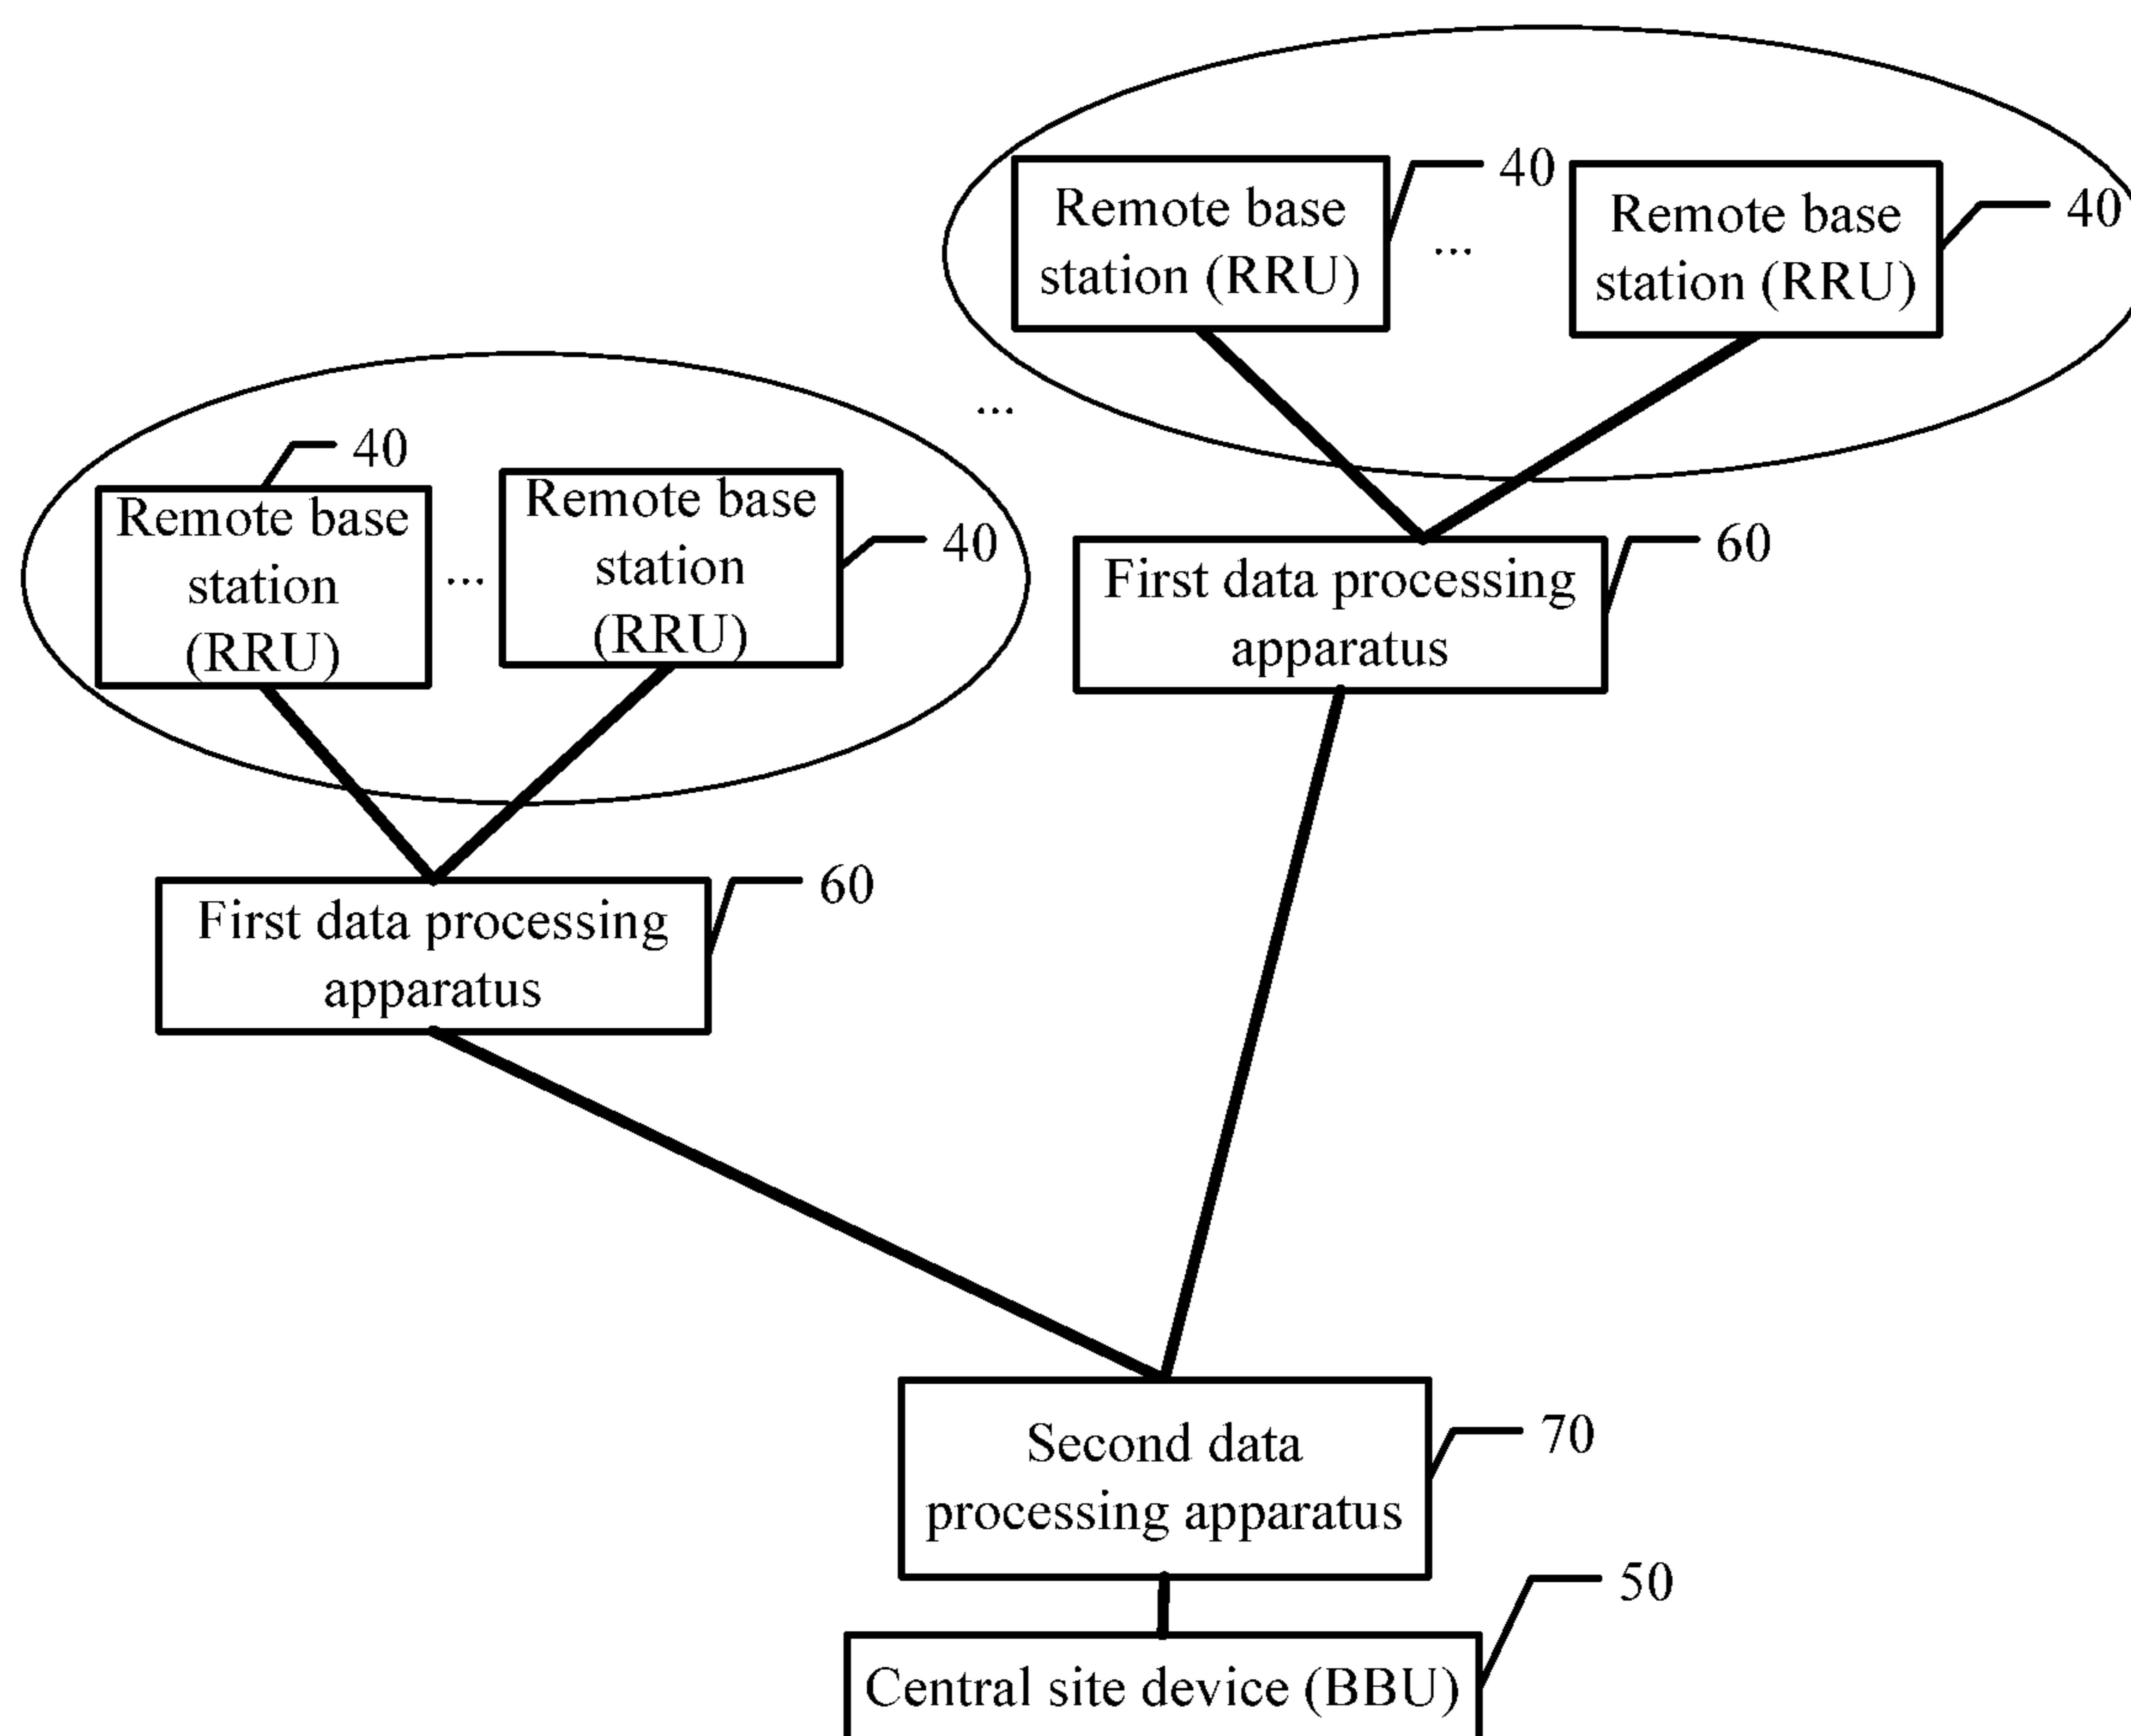 Remote base
station (RRU)
40
...
Remote base
station (RRU)
40
...
40
Remote base
station
(RRU)
...
Remote base
station
(RRU)
40
First data processing
apparatus
60
First data processing
apparatus
60
Second data
processing apparatus
70
50
Central site device (BBU)